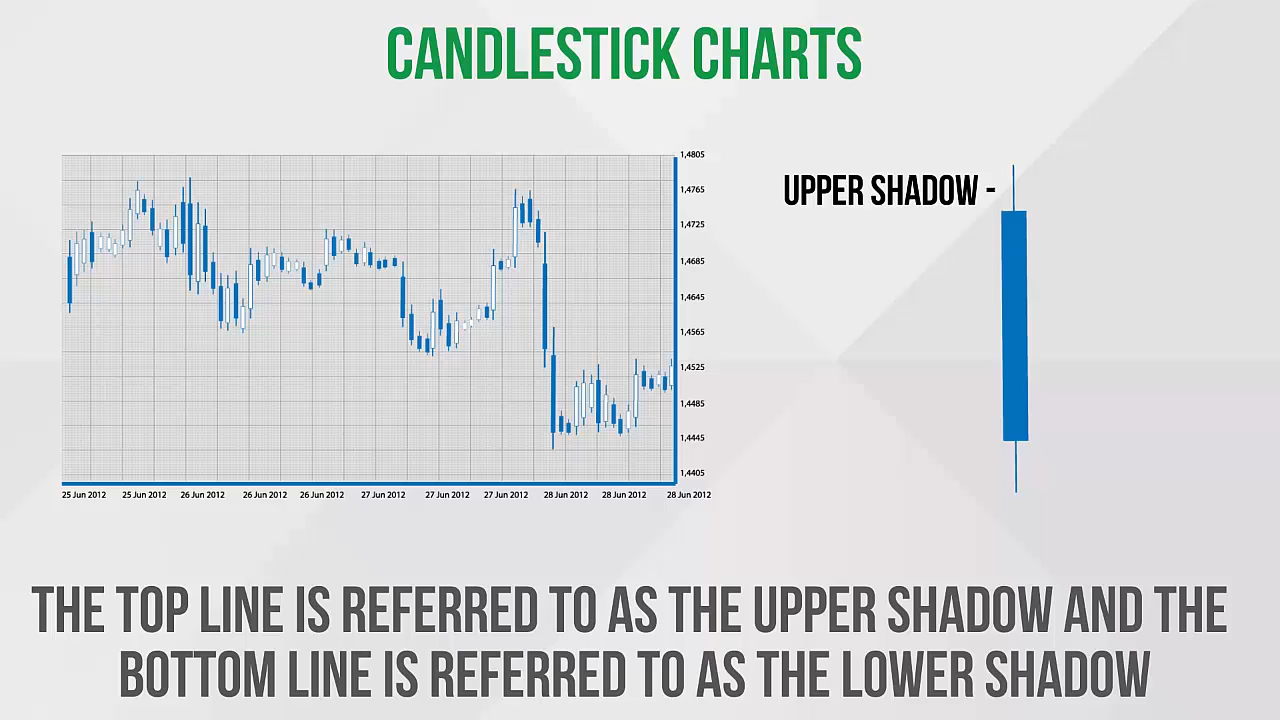 CANDLESTICK CHARTS
1,4805
1,4765
1,4725
1,4685
1,4645
1,4565
1,4525
1,4485
1,4445
1,4405
25 Jun 2012 25 Jun 2012 26 Jun 2012 26 Jun 2012 26 Jun 2012 27 Jun 2012 27 Jun 2012 27 Jun 2012 28 Jun 2012 28 Jun 2012 28 Jun 2012
UPPER SHADOW -
THE TOP LINE IS REFERRED TO AS THE UPPER SHADOW AND THE
BOTTOM LINE IS REFERRED TO AS THE LOWER SHADOW